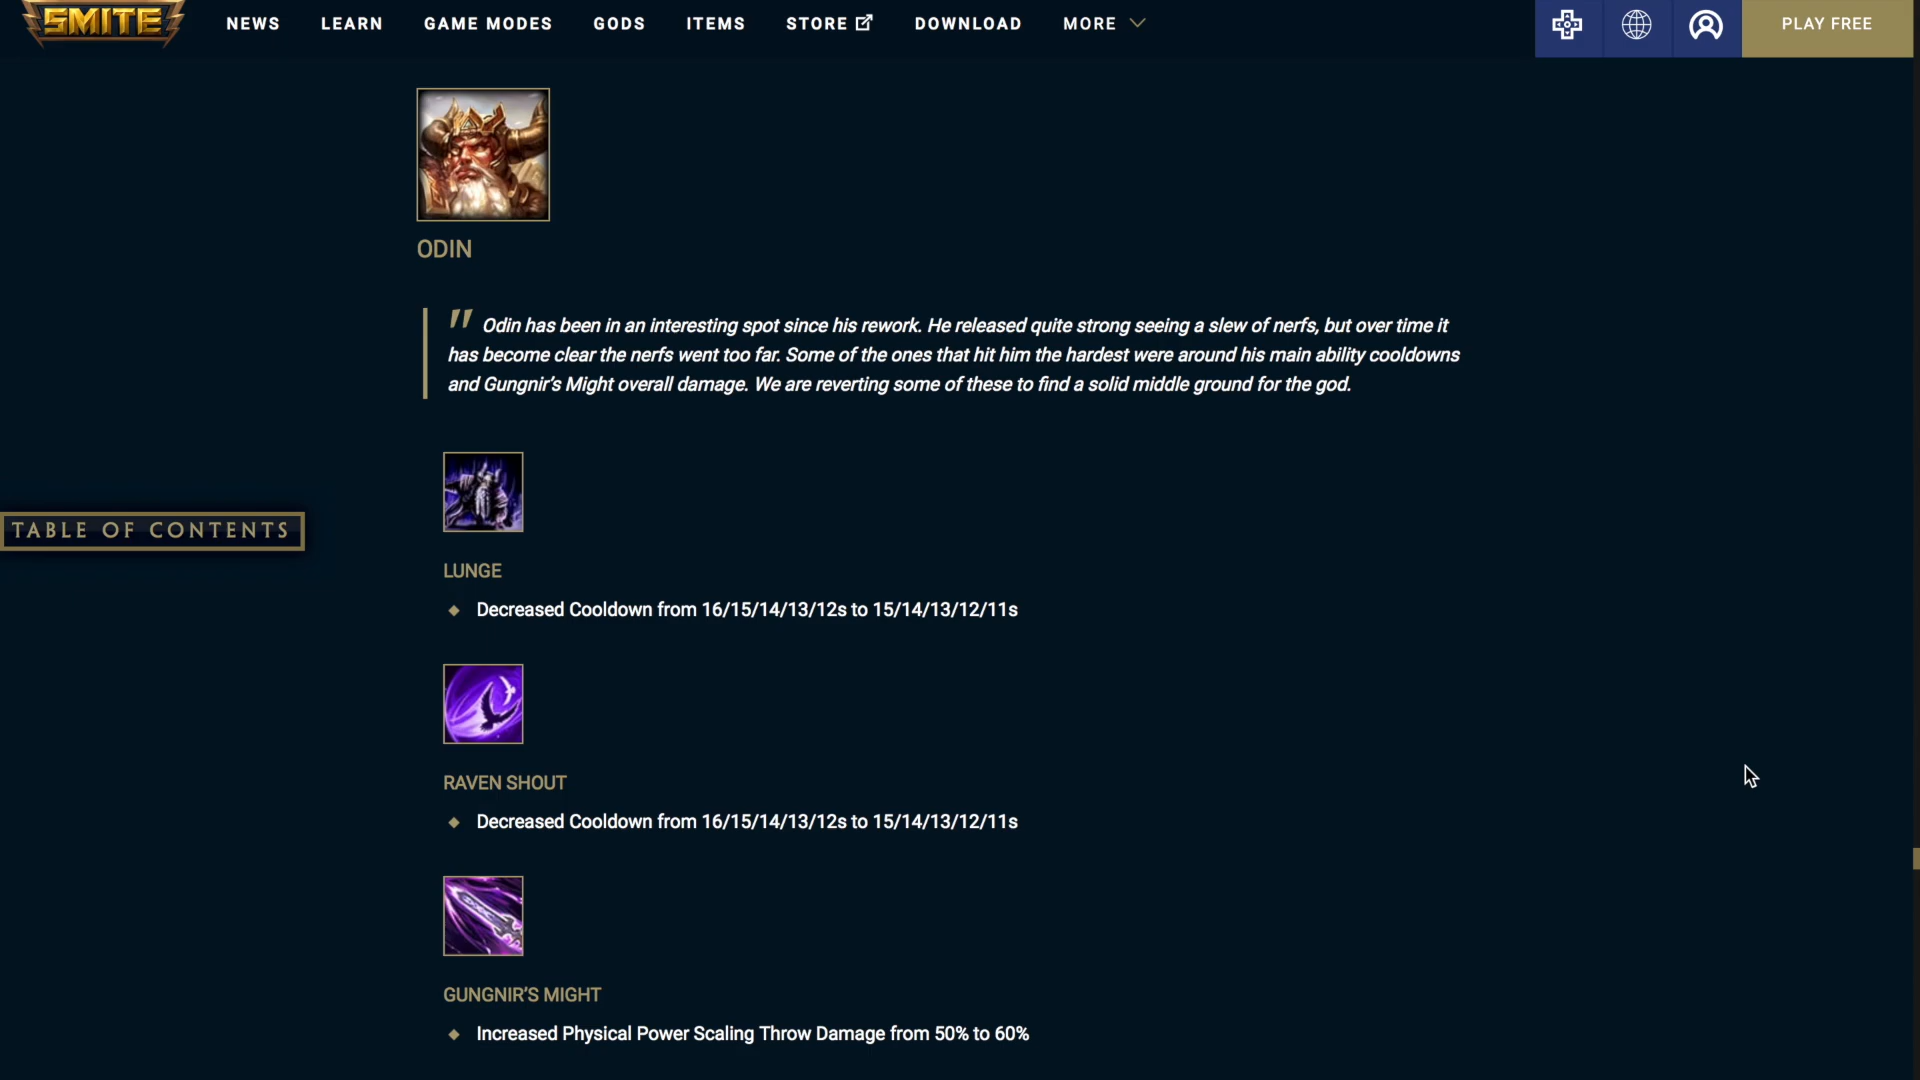 SMITE
NEWS LEARN GAME MODES GODS ITEMS STORE DOWNLOAD MORE PLAY FREE
ODIN
" Odin has been in an interesting spot since his rework. He released quite strong seeing a slew of nerfs, but over time it
has become clear the nerfs went too far. Some of the ones that hit him the hardest were around his main ability cooldowns
and Gungnir's Might overall damage. We are reverting some of these to find a solid middle ground for the god.
TABLE OF CONTENTS
LUNGE
Decreased Cooldown from 16/15/14/13/12s to 15/14/13/12/11s
RAVEN SHOUT
Decreased Cooldown from 16/15/14/13/12s to 15/14/13/12/11s
GUNGNIR'S MIGHT
Increased Physical Power Scaling Throw Damage from 50% to 60%